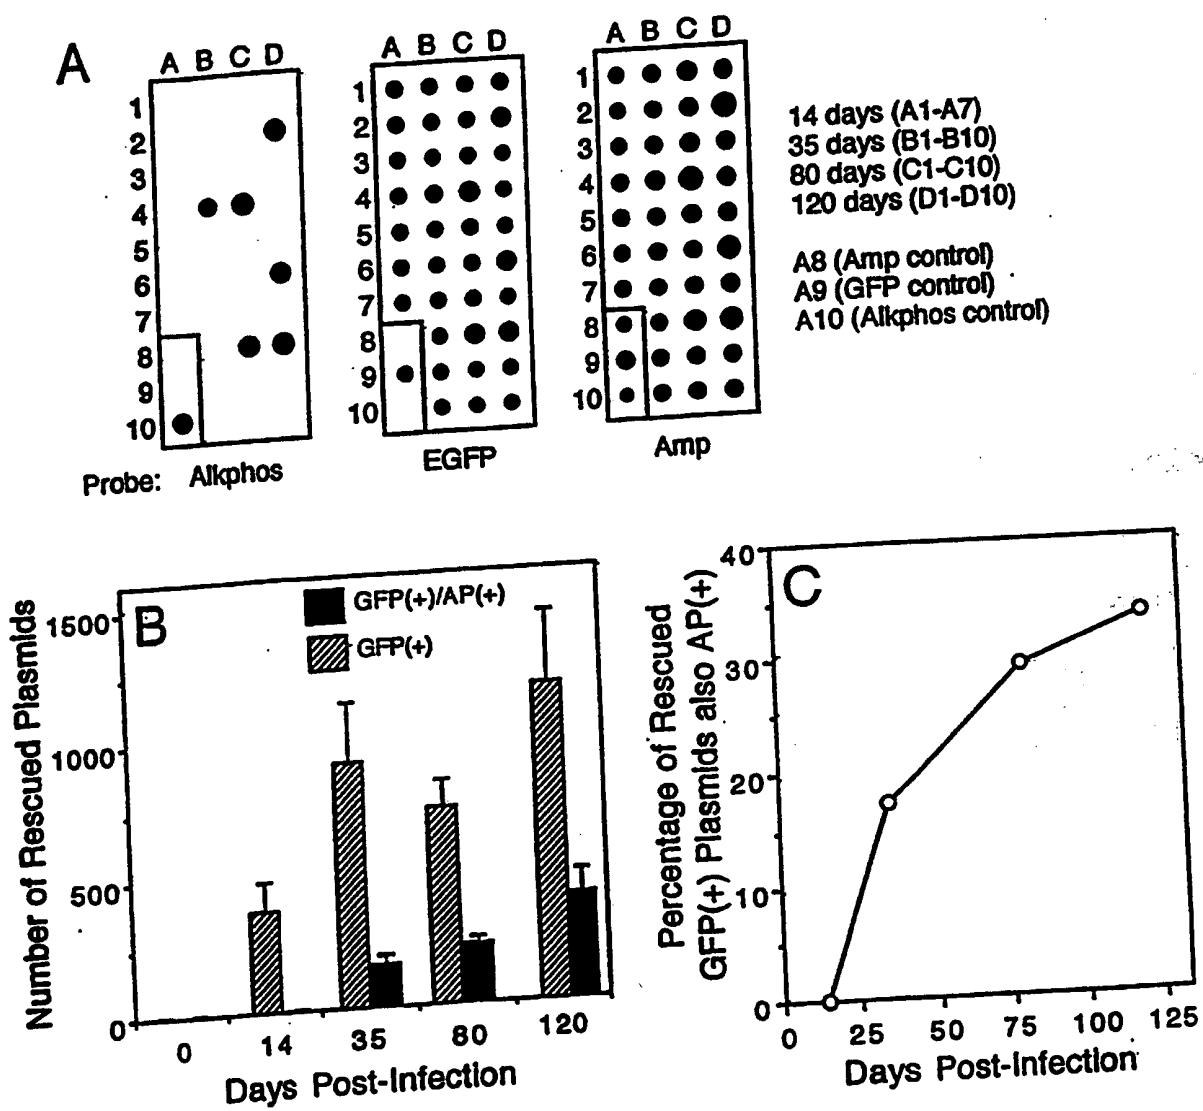 A
A B C D
1
2
3
4
5
6
7
8
9
10
A B C D
1
2
3
4
5
6
7
8
9
10
A B C D
1
2
3
4
5
6
7
8
9
10
14 days (A1-A7)
35 days (B1-B10)
80 days (C1-C10)
120 days (D1-D10)
A8 (Amp control)
A9 (GFP control)
A10 (Alkphos control)
Probe: Alkphos
EGFP
Amp
B
GFP(+)/AP(+)
GFP(+)
Number of Rescued Plasmids
1500
1000
500
0
0 14 35 80 120
Days Post-Infection
C
Percentage of Rescued
GFP(+) Plasmids also AP(+
40
30
20
10
0
0 25 50 75 100 125
Days Post-Infection